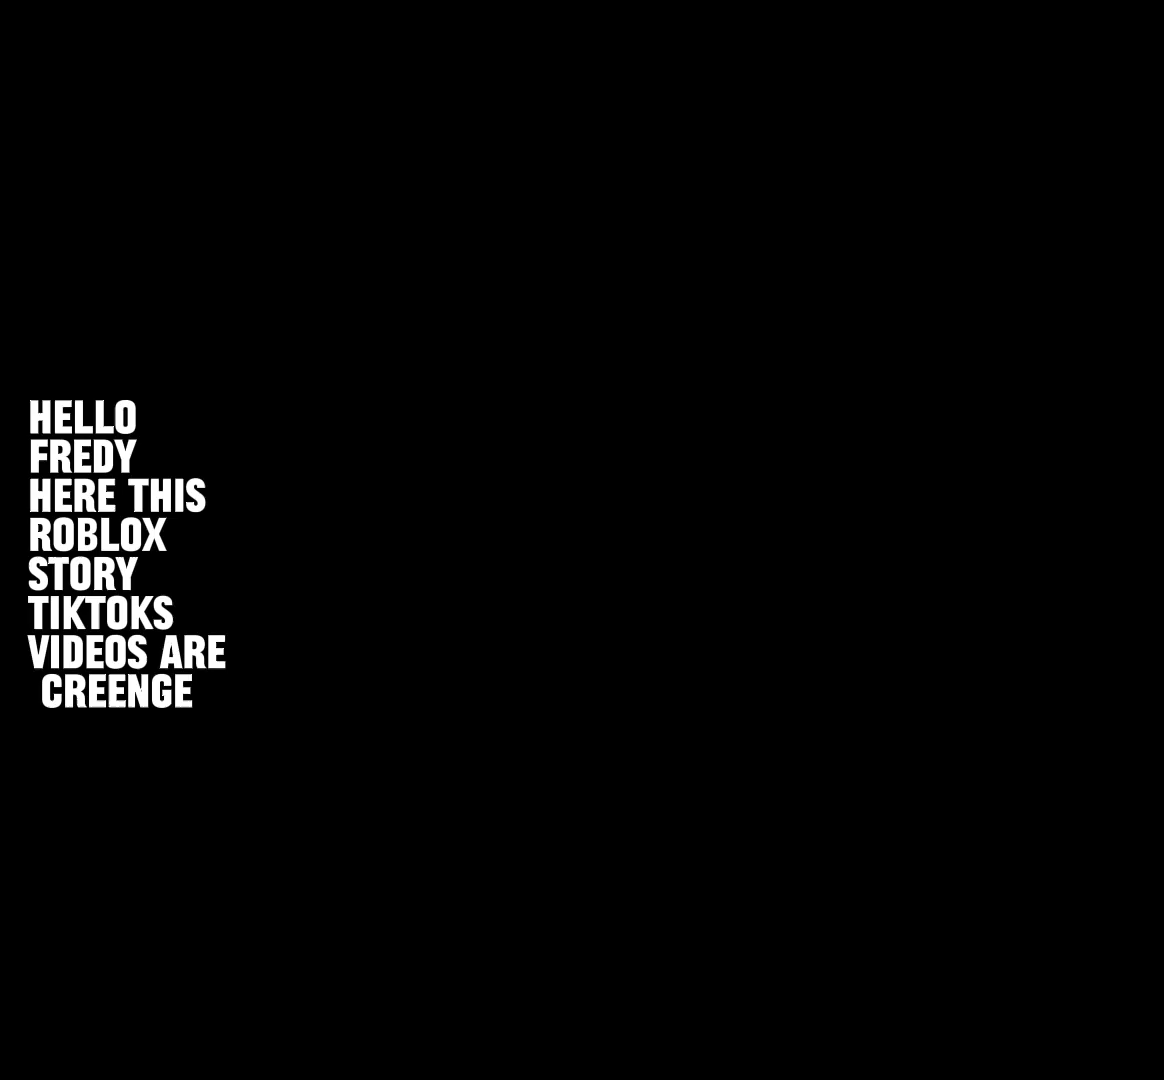 HELLO
FREDY
HERE THIS
ROBLOX
STORY
TIKTOKS
VIDEOS ARE
CREENGE